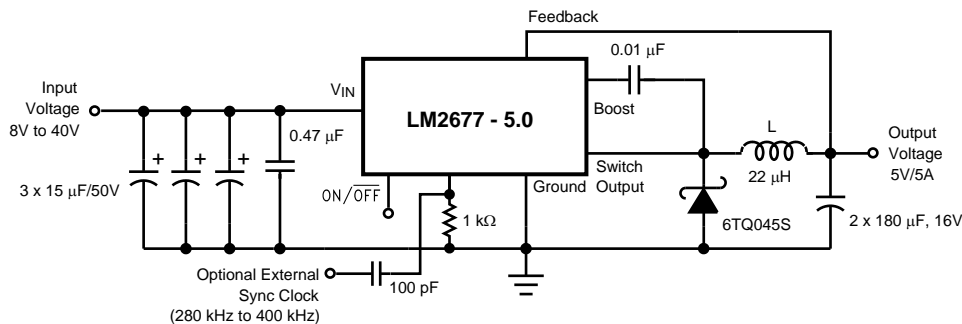 Feedback
0.01 μF
Input
Voltage
8V to 40V
VIN
LM2677 - 5.0
Boost
0.47 μF
L
Output
Voltage
5V/5A
Switch
Output
22 μH
3 x 15 μF/50V
+
+
+
ON/OFF
Ground
1 kΩ
6TQ045S
2 x 180 μF, 16V
Optional External
Sync Clock
(280 kHz to 400 kHz)
100 pF